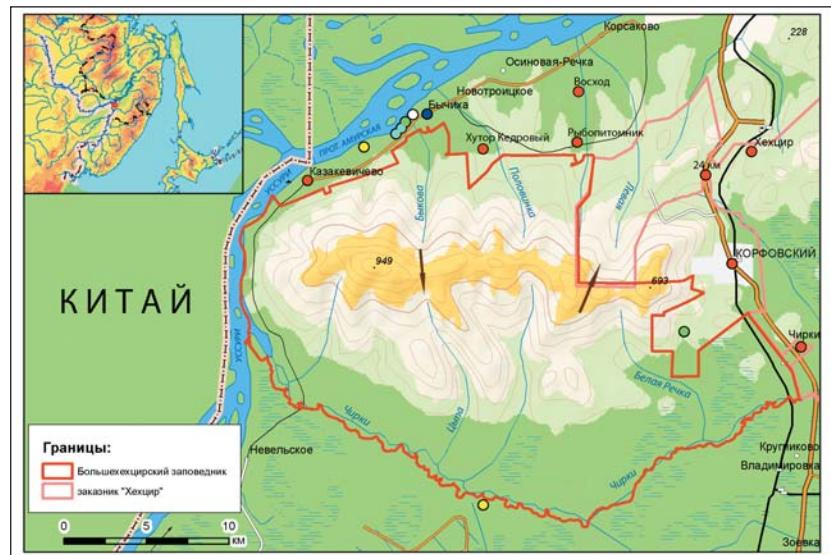 Корсаково
228
Осиновая-Речка
Восход
Новотроицкое
Бычиха
ПРОТ. АМУРСКАЯ
Хутор Кедровый
Рыбопитомник
Хехцир
24 км
УССУРИ
Казакевичево
Быкова
Половинка
Левая
КОРФОВСКИЙ
949
693
КИТАЙ
УССУРИ
Чирки
Белая Речка
Чирки
Цыпа
Невельское
Кругликово
Владимировка
Чирки
Зоевка
Границы:
Большехехцирский заповедник
заказник "Хехцир"
0 5 10
км